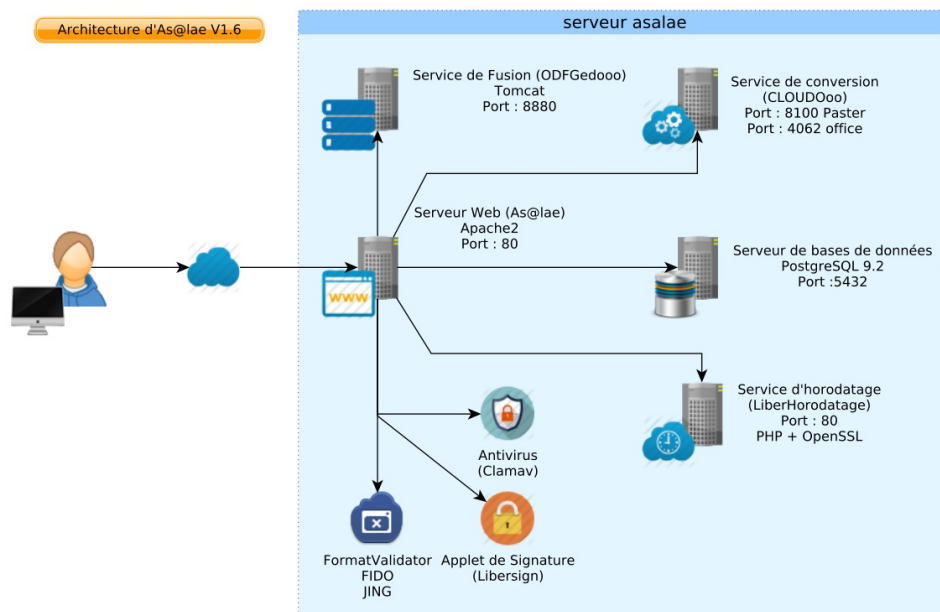 Architecture d'As@lae V1.6
serveur asalae
Service de Fusion (ODFGedooo)
Tomcat
Port : 8880
Service de conversion
(CLOUDOoo)
Port : 8100 Paster
Port : 4062 office
Serveur Web (As@lae)
Apache2
Port : 80
www
Serveur de bases de données
PostgreSQL 9.2
Port :5432
Service d'horodatage
(LiberHorodatage)
Port : 80
PHP + OpenSSL
Antivirus
(Clamav)
FormatValidator
FIDO
JING
Applet de Signature
(Libersign)